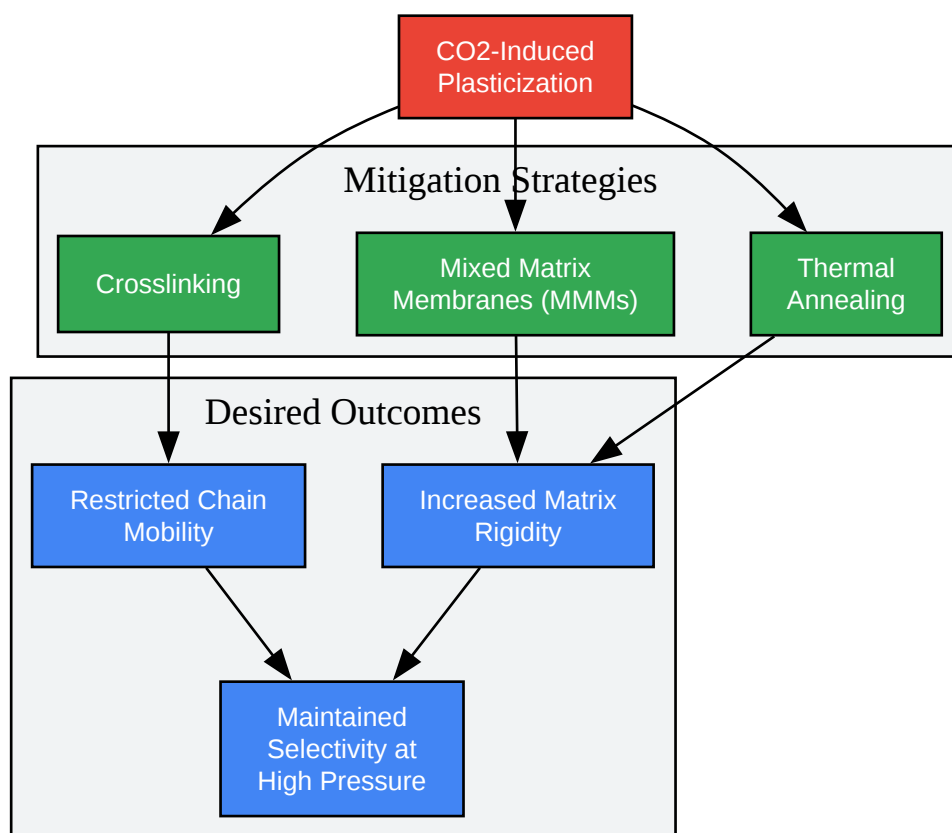 CO2-Induced
Plasticization
Mitigation Strategies
Crosslinking
Mixed Matrix
Membranes (MMMs)
Thermal
Annealing
Desired Outcomes
Restricted Chain
Mobility
Increased Matrix
Rigidity
Maintained
Selectivity at
High Pressure